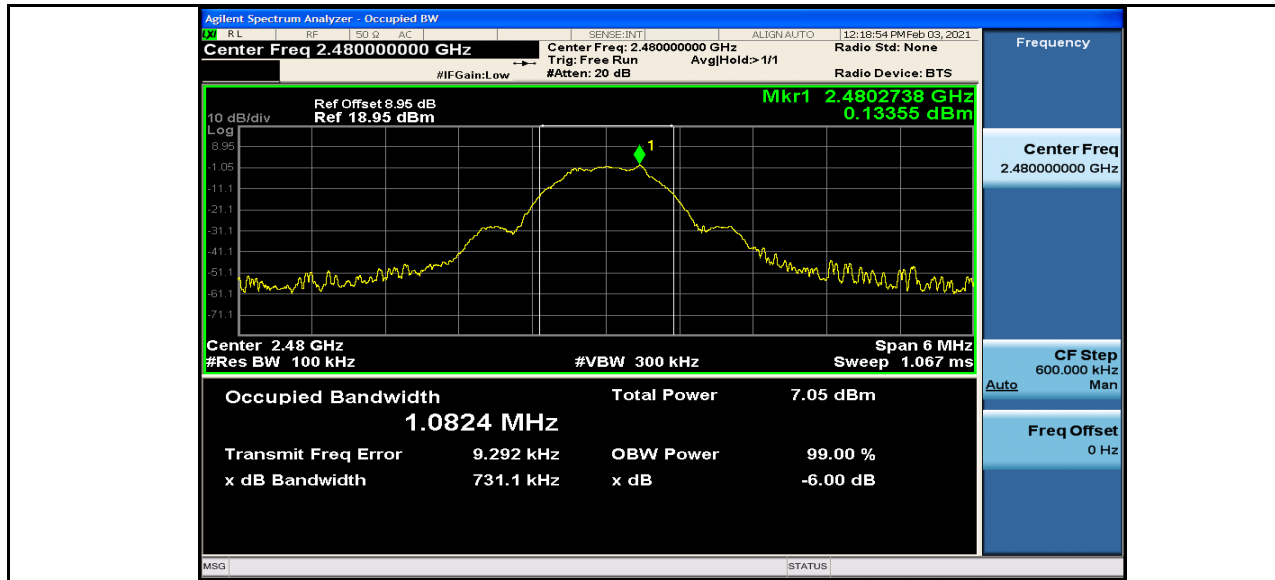 Agilent Spectrum Analyzer - Occupied BW
LXI RL RF 50 Ω AC SENSE:INT ALIGN AUTO 12:18:54 PM Feb 03, 2021
Center Freq 2.480000000 GHz
Center Freq: 2.480000000 GHz Radio Std: None
Trig: Free Run Avg|Hold:>1/1
#IFGain:Low #Atten: 20 dB Radio Device: BTS
Frequency
Mkr1 2.4802738 GHz
0.13355 dBm
Ref Offset 8.95 dB
10 dB/div Ref 18.95 dBm
Log
8.95
1
-1.05
-11.1
-21.1
-31.1
-41.1
-51.1
-61.1
-71.1
Center 2.48 GHz Span 6 MHz
#Res BW 100 kHz #VBW 300 kHz Sweep 1.067 ms
Occupied Bandwidth Total Power 7.05 dBm
1.0824 MHz
Transmit Freq Error 9.292 kHz OBW Power 99.00 %
x dB Bandwidth 731.1 kHz x dB -6.00 dB
Center Freq
2.480000000 GHz
CF Step
600.000 kHz
Auto Man
Freq Offset
0 Hz
MSG STATUS